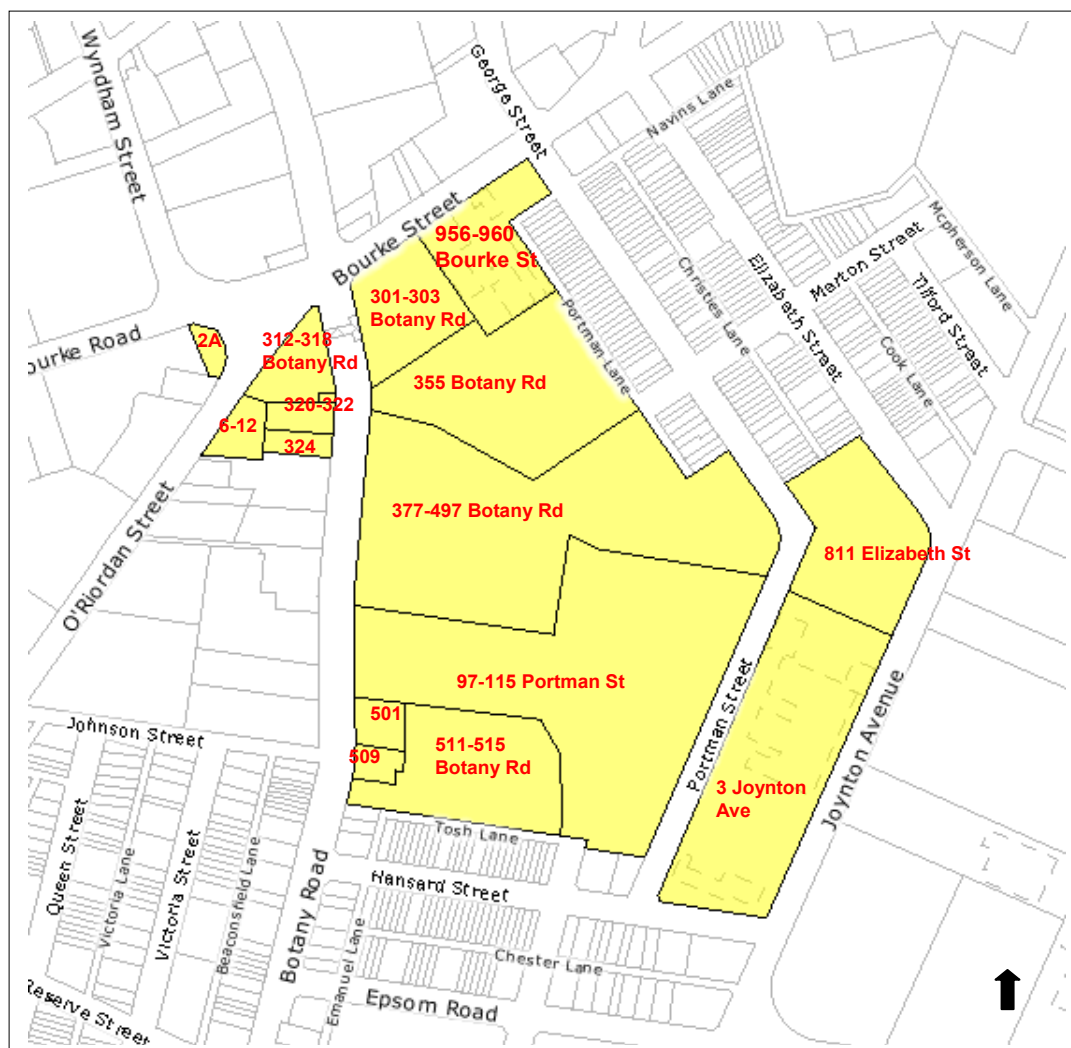 Wyndham Street
George Street
Navins Lane
Bourke Street
956-960
Bourke St
Mcpherson Lane
Marton Street
Tilford Street
Elizabeth Street
Christies Lane
Portman Lane
Cook Lane
301-303
Botany Rd
ourke Road
2A
312-318
Botany Rd
355 Botany Rd
320-322
6-12
324
377-497 Botany Rd
811 Elizabeth St
O'Riordan Street
97-115 Portman St
Portman Street
Joynton Avenue
501
509
511-515
Botany Rd
3 Joynton
Ave
Johnson Street
Tosh Lane
Hansard Street
Queen Street
Victoria Lane
Victoria Street
Beaconsfield Lane
Botany Road
Emanuel Lane
Chester Lane
Epsom Road
Reserve Street